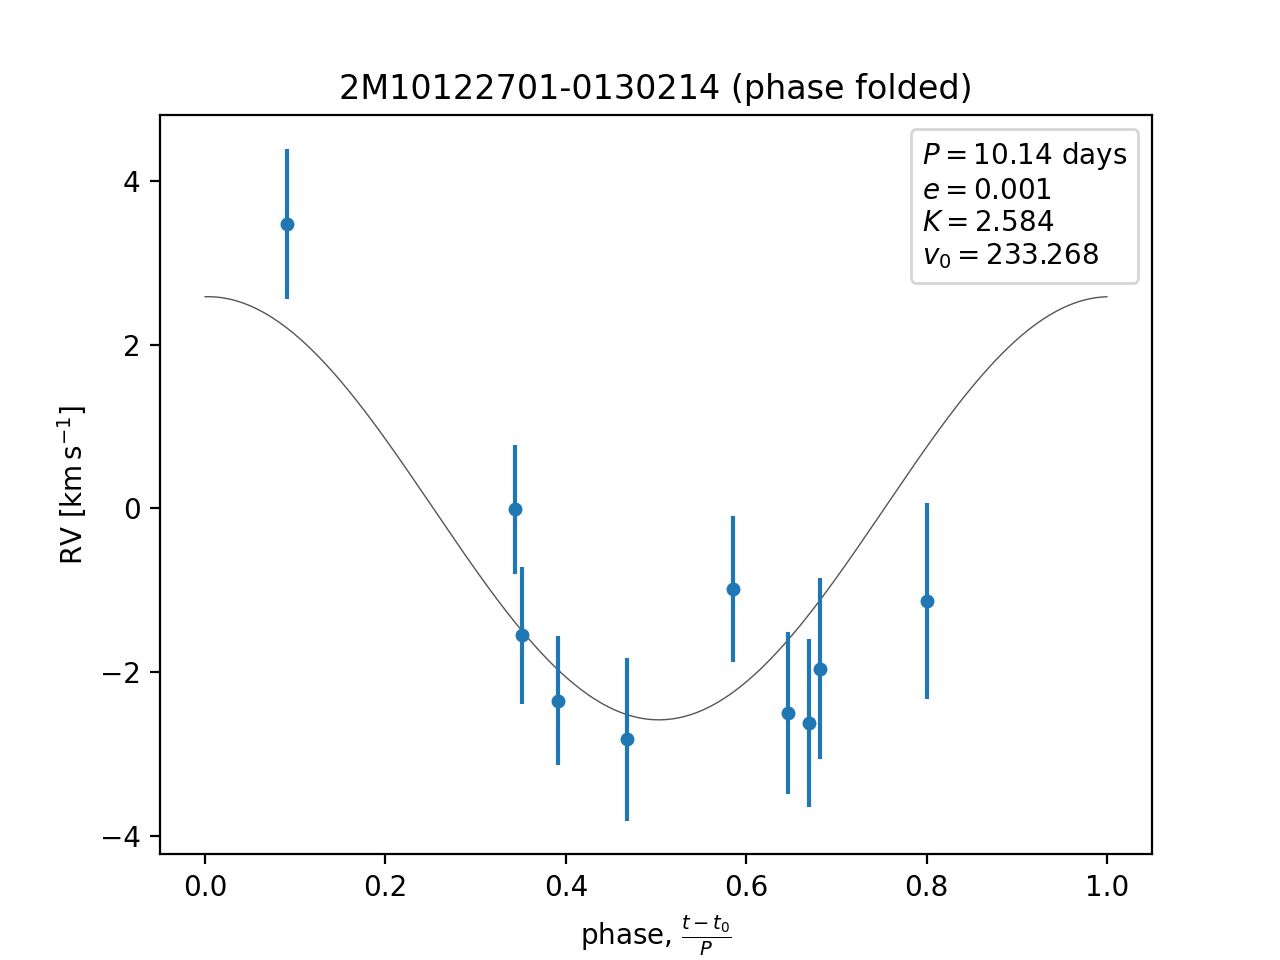 2M10122701-0130214 (phase folded)
P = 10.14 days
e = 0.001
K = 2.584
v₀ = 233.268
RV [km s⁻¹]
4
2
0
−2
−4
0.0 0.2 0.4 0.6 0.8 1.0
phase, (t − t₀)/P